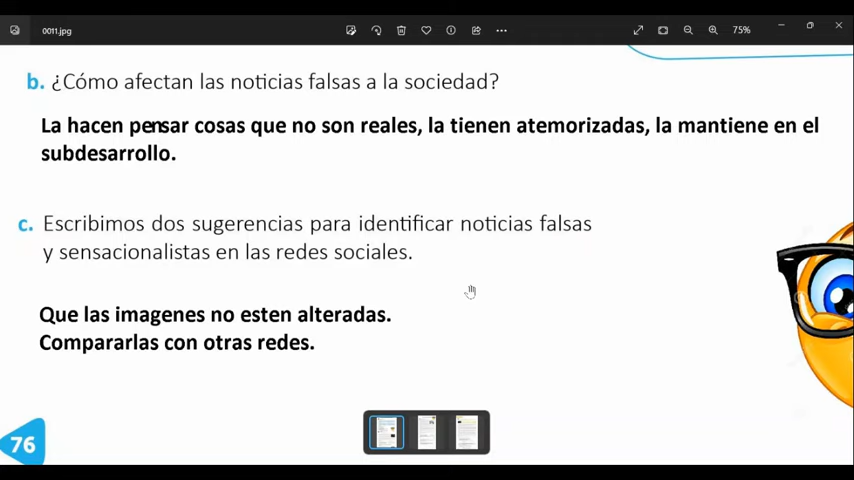 0011.jpg
75%
b. ¿Cómo afectan las noticias falsas a la sociedad?
La hacen pensar cosas que no son reales, la tienen atemorizadas, la mantiene en el
subdesarrollo.
c. Escribimos dos sugerencias para identificar noticias falsas
y sensacionalistas en las redes sociales.
Que las imagenes no esten alteradas.
Compararlas con otras redes.
76